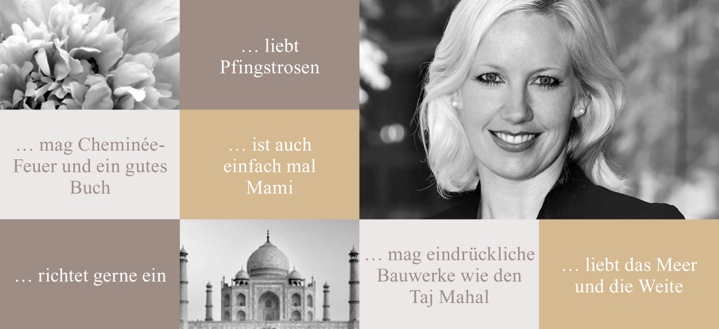 … liebt
Pfingstrosen
… mag Cheminée-
Feuer und ein gutes
Buch
… ist auch
einfach mal
Mami
… richtet gerne ein
… mag eindrückliche
Bauwerke wie den
Taj Mahal
… liebt das Meer
und die Weite